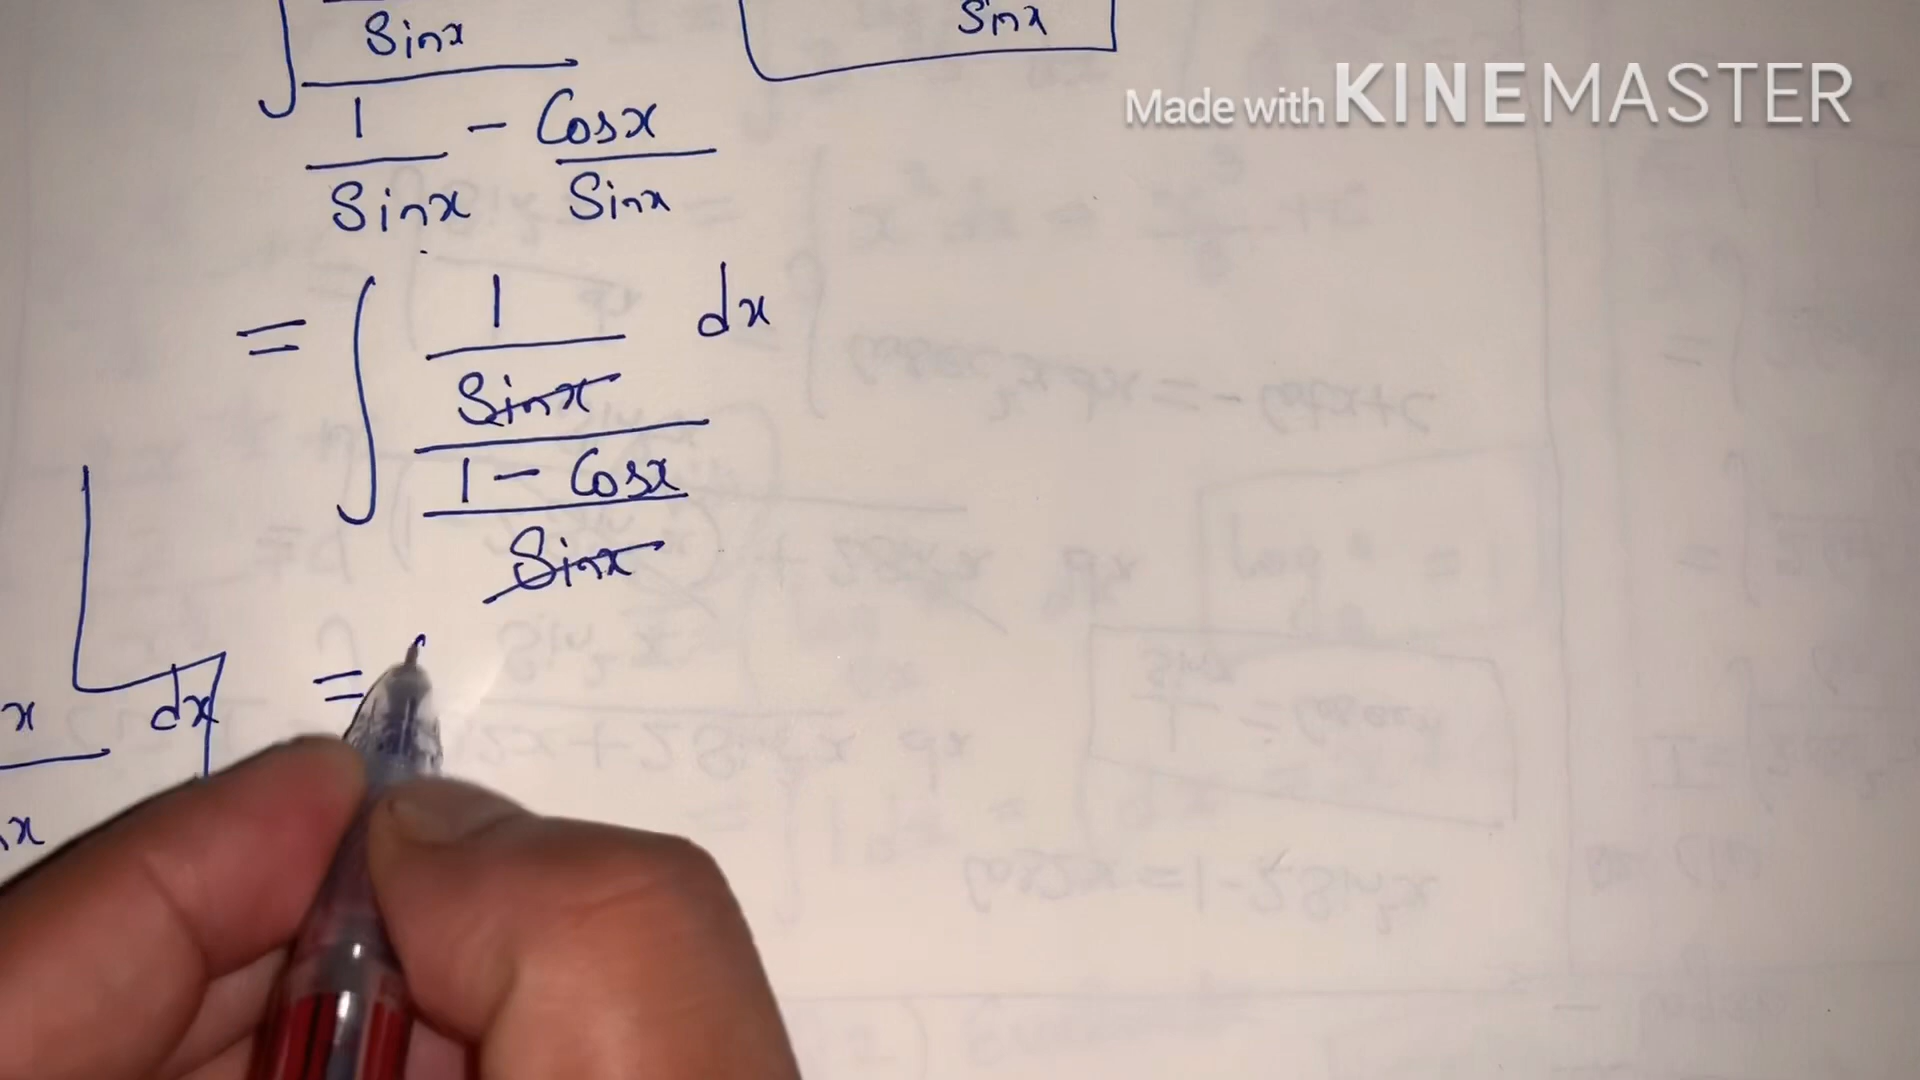 Sinx Sinx
Made with KINEMASTER
1 - Cosx
Sinx Sinx
= ∫ 1 dx
Sinx
1 - Cosx
Sinx
x dx =
x